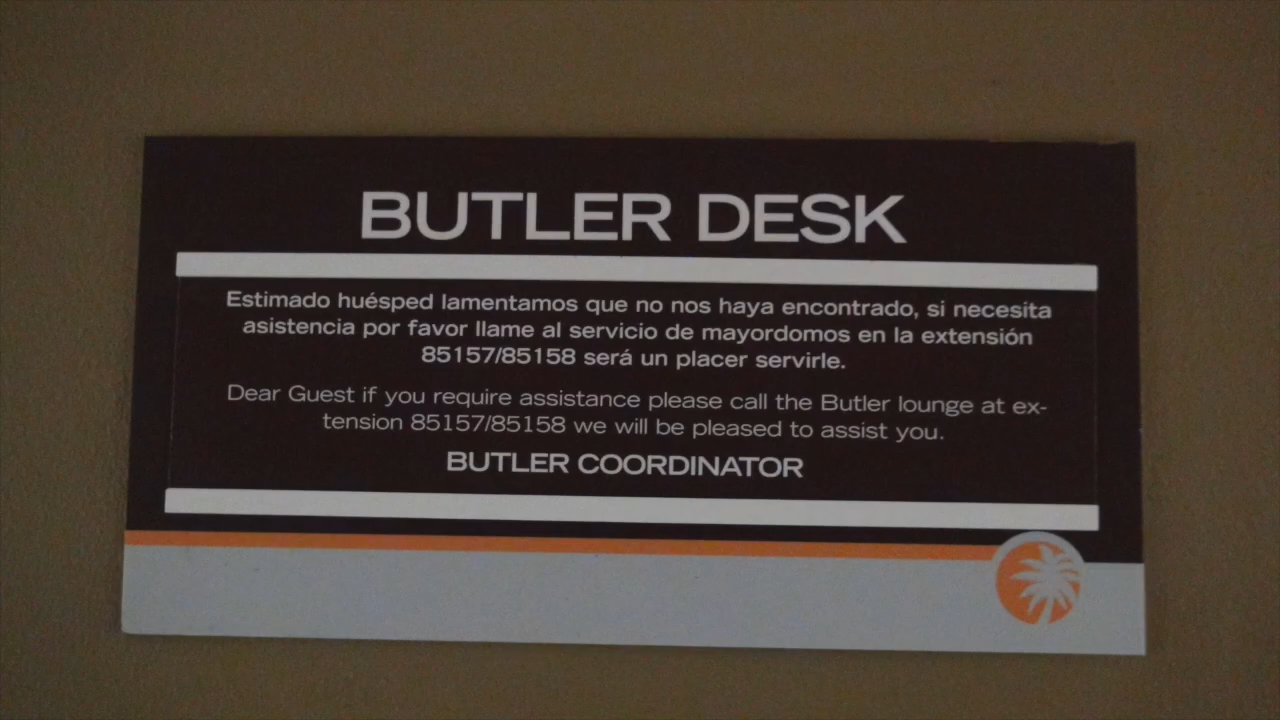 BUTLER DESK
Estimado huésped lamentamos que no nos haya encontrado, si necesita
asistencia por favor llame al servicio de mayordomos en la extensión
85157/85158 será un placer servirle.
Dear Guest if you require assistance please call the Butler lounge at ex-
tension 85157/85158 we will be pleased to assist you.
BUTLER COORDINATOR